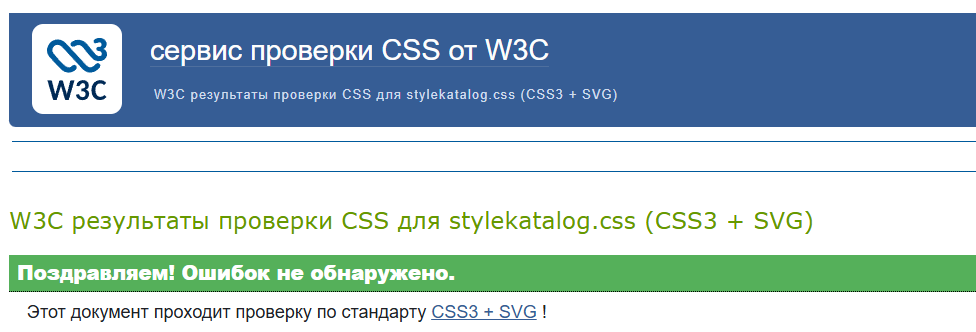 W3C
сервис проверки CSS от W3C
W3C результаты проверки CSS для stylekatalog.css (CSS3 + SVG)
W3C результаты проверки CSS для stylekatalog.css (CSS3 + SVG)
Поздравляем! Ошибок не обнаружено.
Этот документ проходит проверку по стандарту CSS3 + SVG !